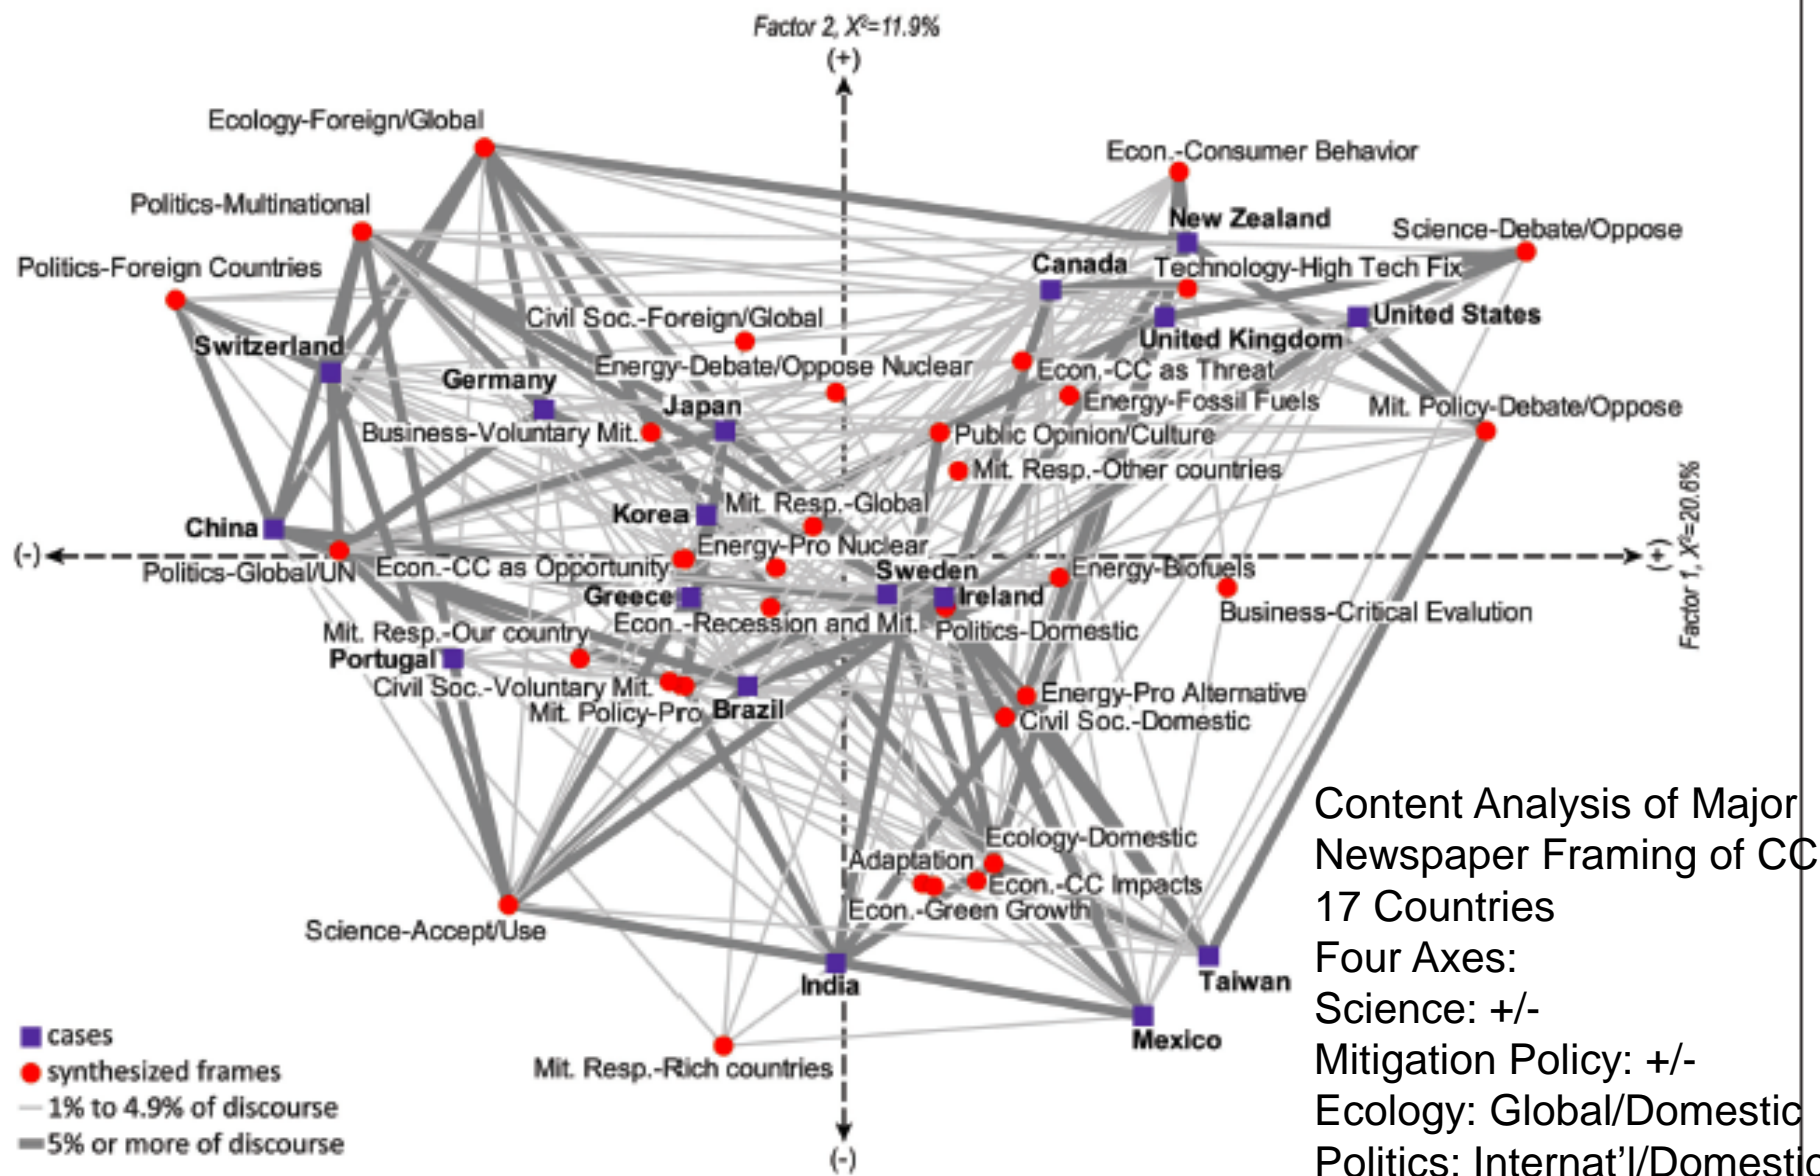 Factor 2, X²=11.9%
(+)
Ecology-Foreign/Global
Econ.-Consumer Behavior
Politics-Multinational
New Zealand
Science-Debate/Oppose
Politics-Foreign Countries
Canada
Technology-High Tech Fix
Civil Soc.-Foreign/Global
United States
Switzerland
United Kingdom
Energy-Debate/Oppose Nuclear
Econ.-CC as Threat
Germany
Japan
Energy-Fossil Fuels
Mit. Policy-Debate/Oppose
Business-Voluntary Mit.
Public Opinion/Culture
Mit. Resp.-Other countries
Mit. Resp.-Global
Korea
China
(-)
(+)
Factor 1, X²=20.6%
Energy-Pro Nuclear
Politics-Global/UN
Econ.-CC as Opportunity
Sweden
Energy-Biofuels
Greece
Ireland
Business-Critical Evalution
Econ.-Recession and Mit.
Politics-Domestic
Mit. Resp.-Our country
Portugal
Civil Soc.-Voluntary Mit.
Energy-Pro Alternative
Mit. Policy-Pro
Brazil
Civil Soc.-Domestic
Ecology-Domestic
Adaptation
Econ.-CC Impacts
Econ.-Green Growth
Science-Accept/Use
India
Taiwan
Mexico
Mit. Resp.-Rich countries
(-)
cases
synthesized frames
1% to 4.9% of discourse
5% or more of discourse
Content Analysis of Major
Newspaper Framing of CC
17 Countries
Four Axes:
Science: +/-
Mitigation Policy: +/-
Ecology: Global/Domestic
Politics: Internat'l/Domestic